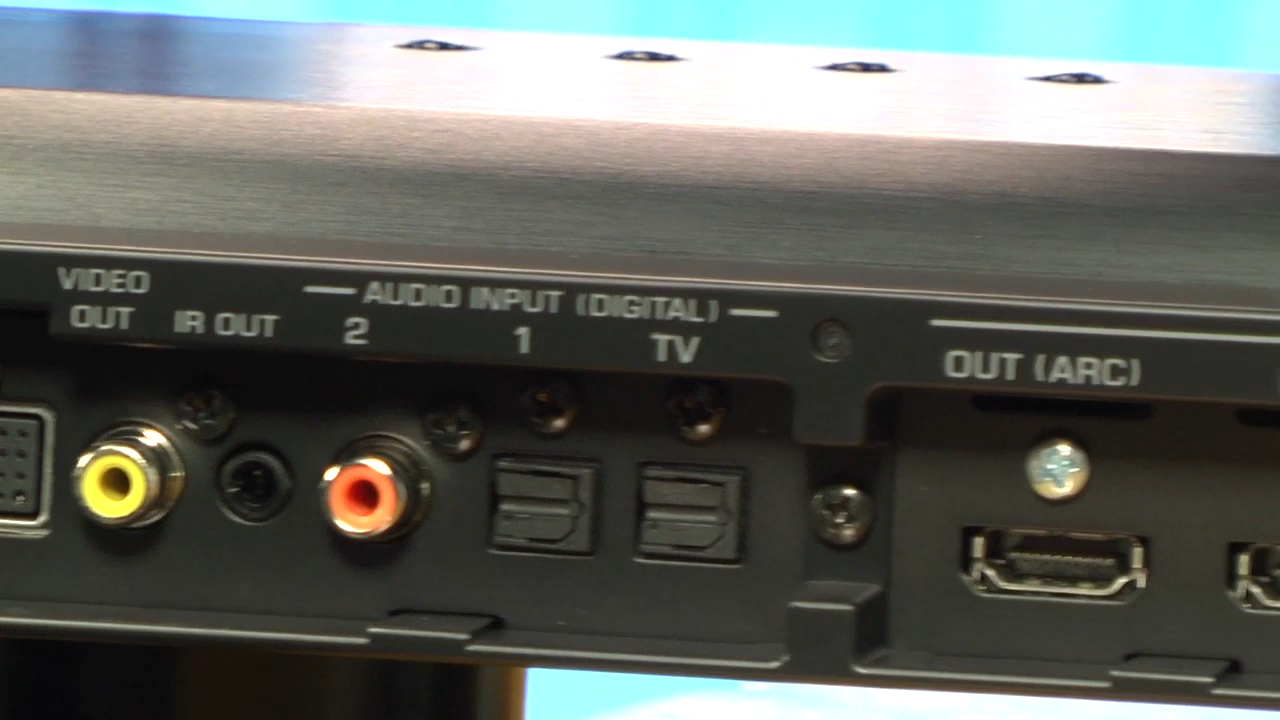 VIDEO
OUT
IR OUT
AUDIO INPUT (DIGITAL)
2
1
TV
OUT (ARC)